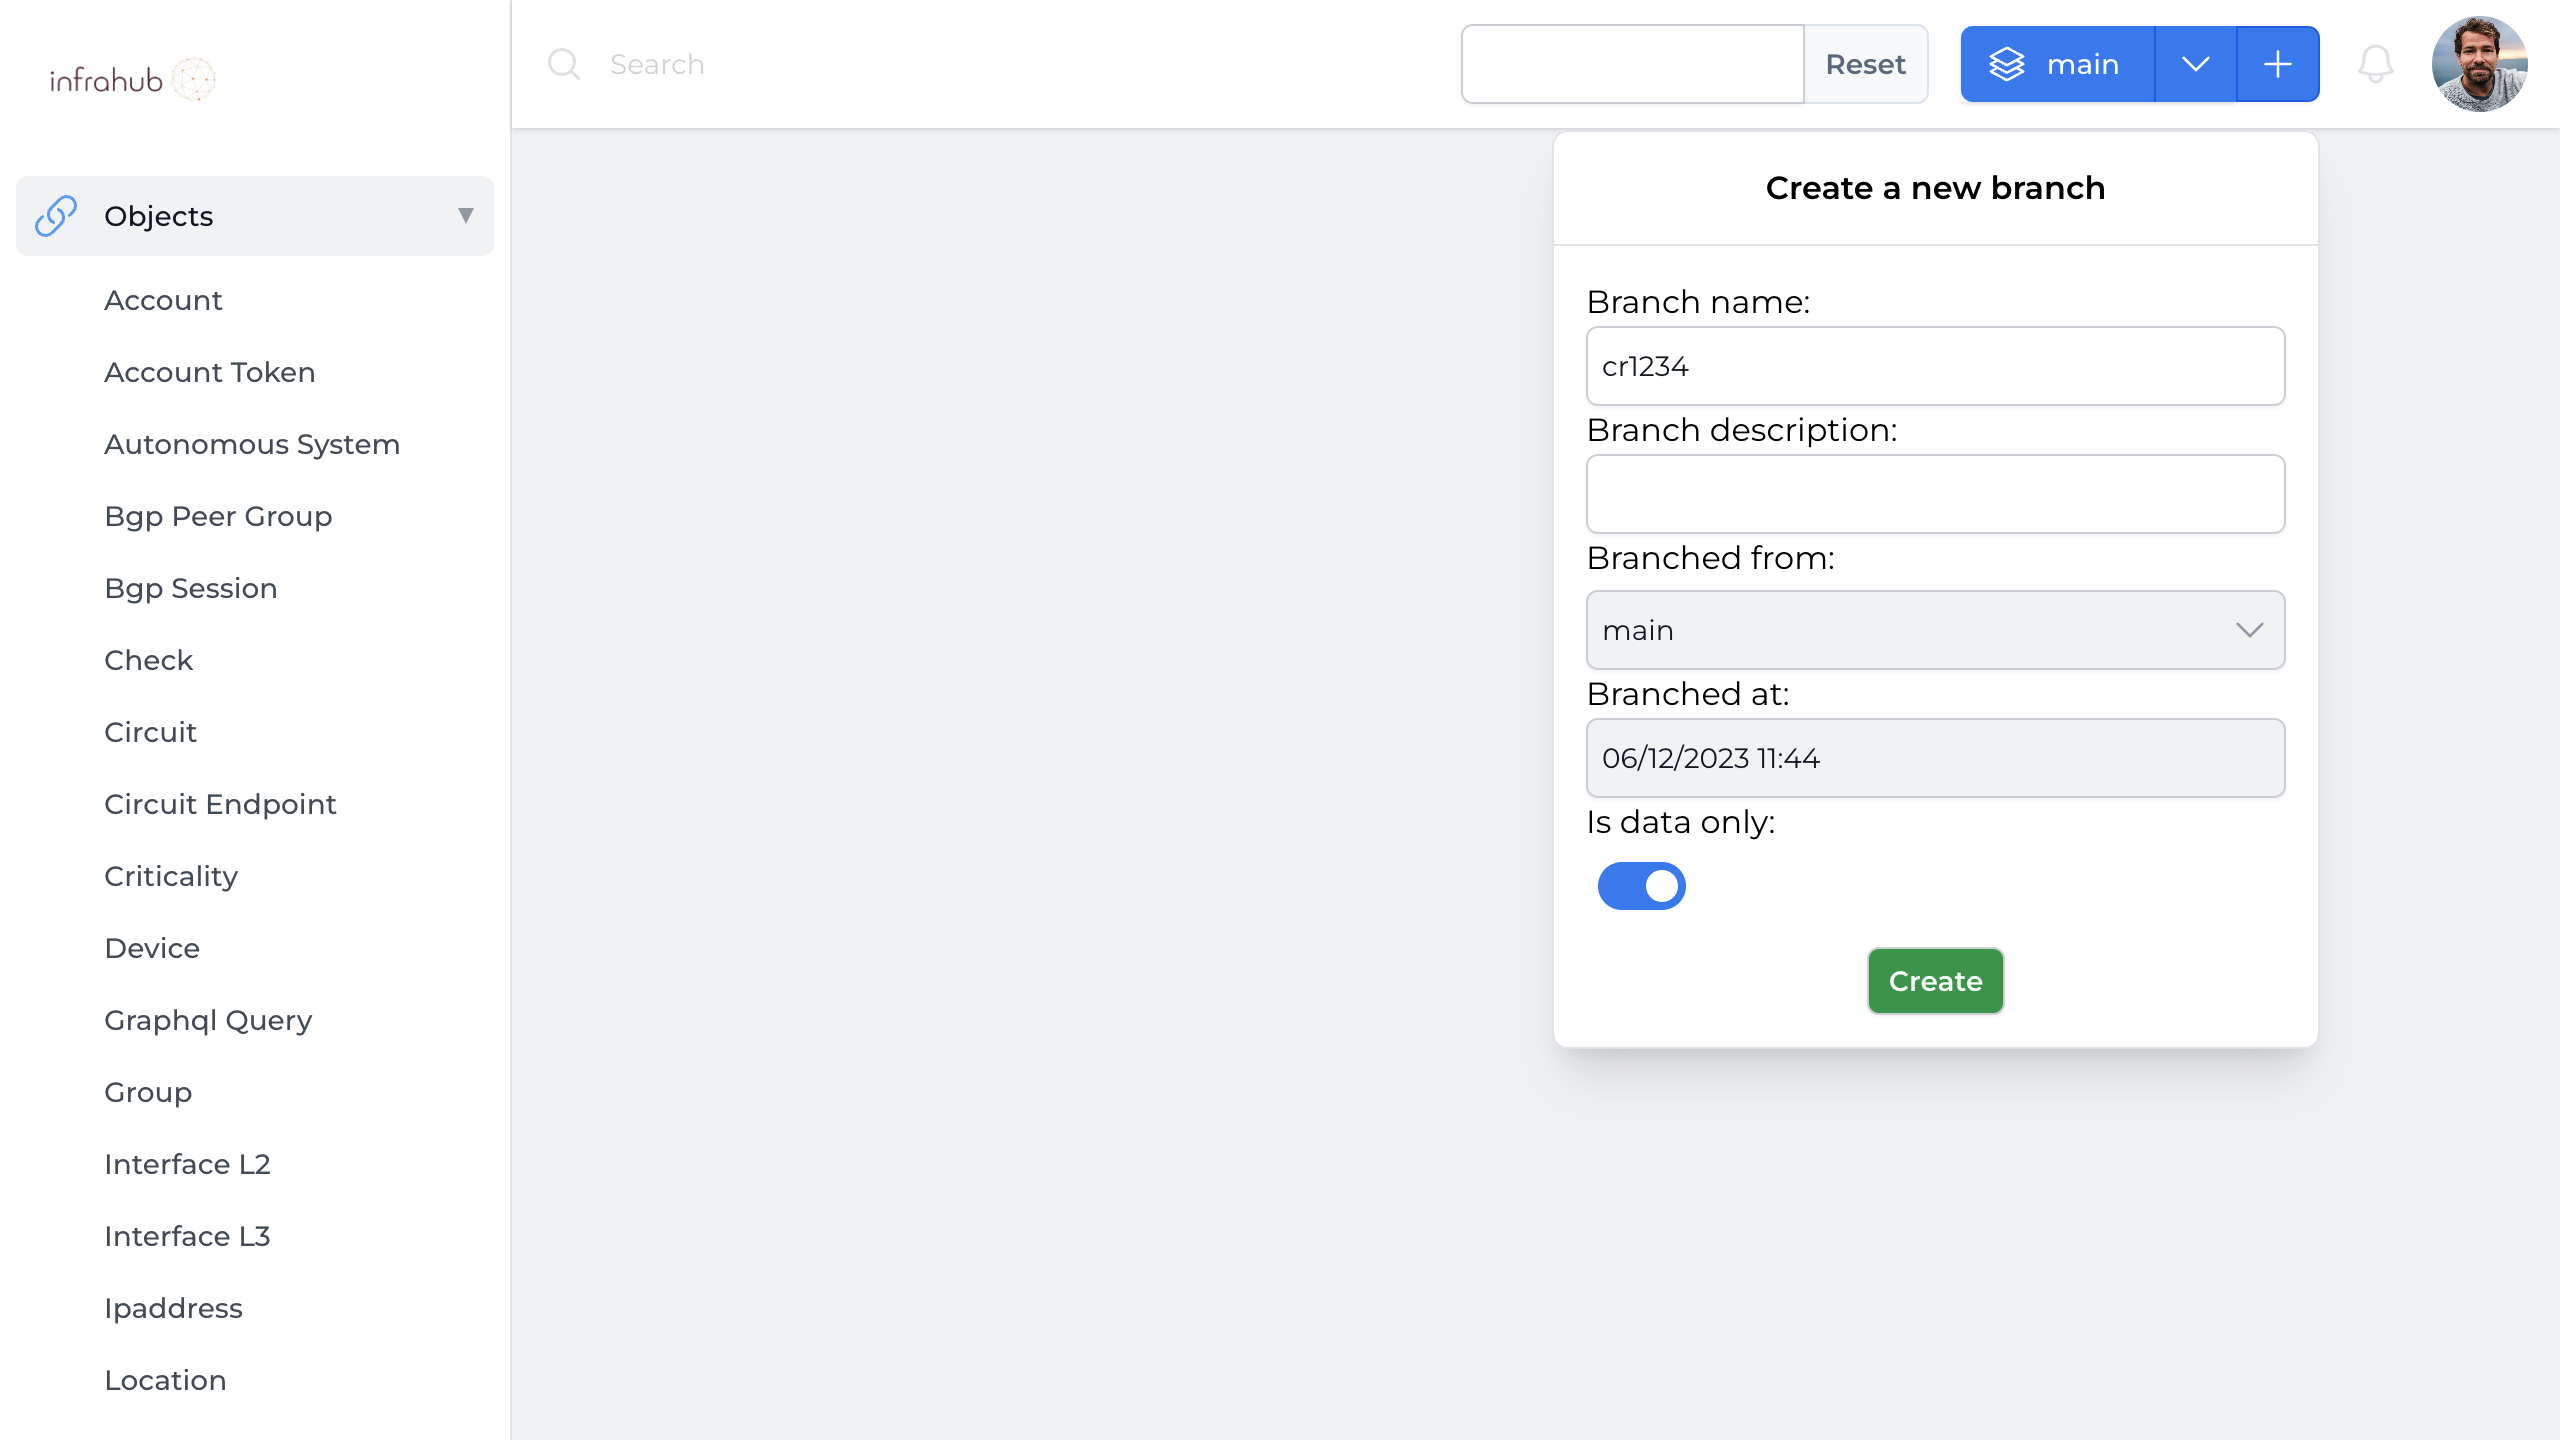 infrahub
Search
Reset
main
Objects
Account
Account Token
Autonomous System
Bgp Peer Group
Bgp Session
Check
Circuit
Circuit Endpoint
Criticality
Device
Graphql Query
Group
Interface L2
Interface L3
Ipaddress
Location
Create a new branch
Branch name:
cr1234
Branch description:
Branched from:
main
Branched at:
06/12/2023 11:44
Is data only:
Create